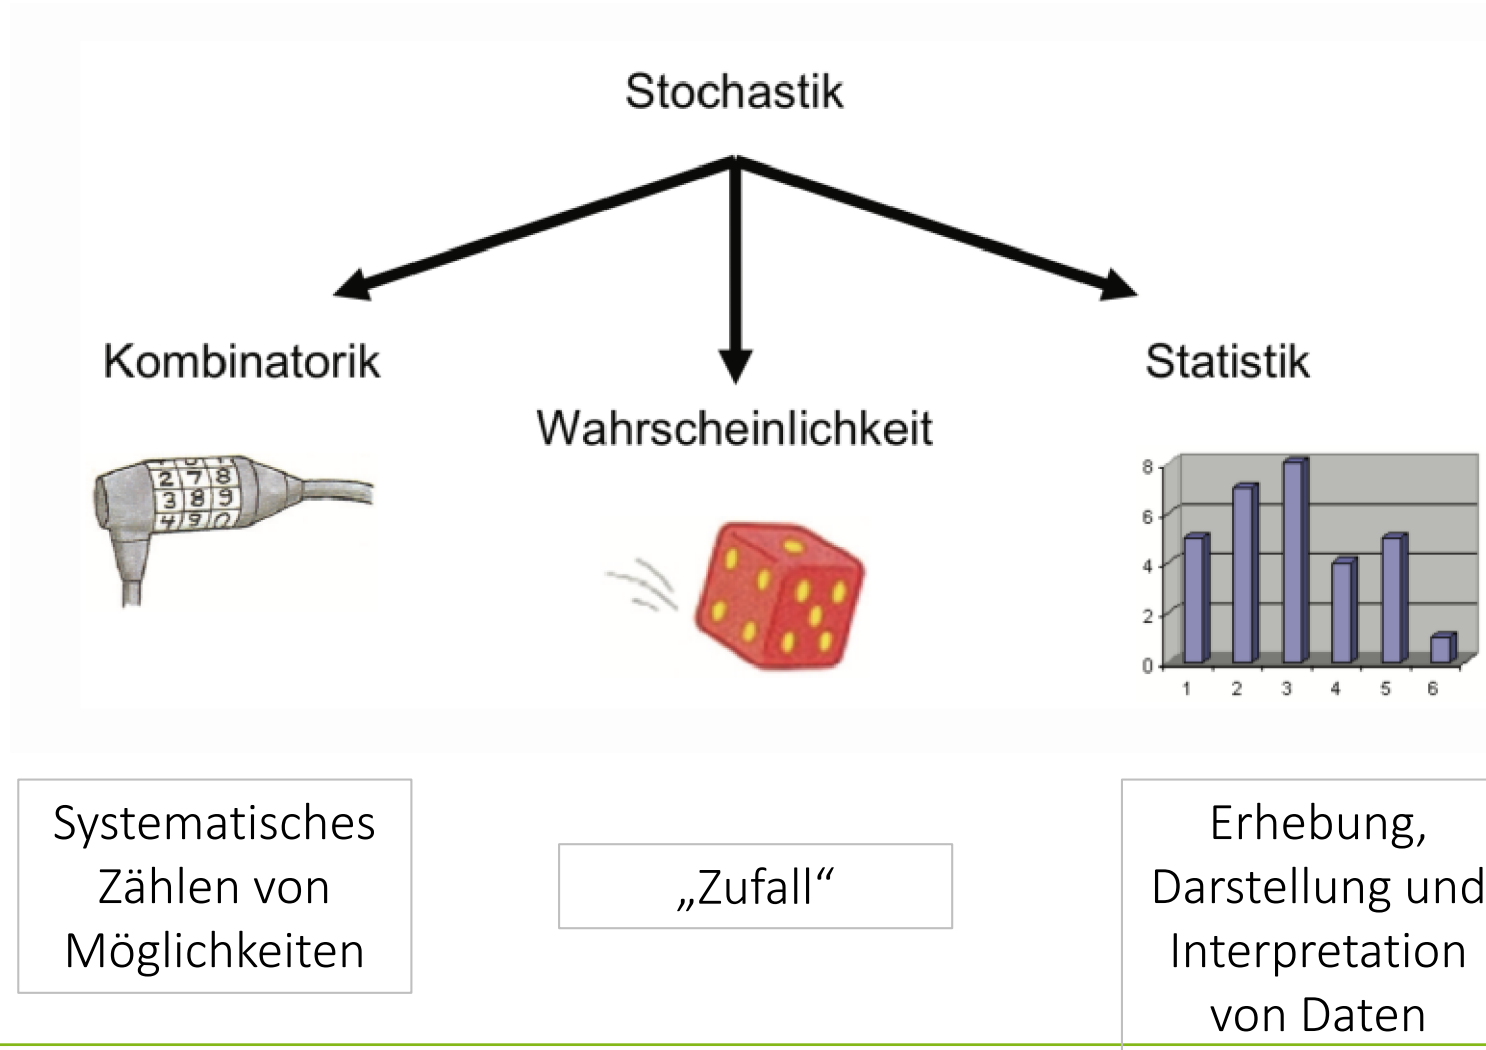 Stochastik
Kombinatorik
Wahrscheinlichkeit
Statistik
2 7 8
3 8 9
4 9 0
8
6
4
2
0
1 2 3 4 5 6
Systematisches
Zählen von
Möglichkeiten
„Zufall“
Erhebung,
Darstellung und
Interpretation
von Daten